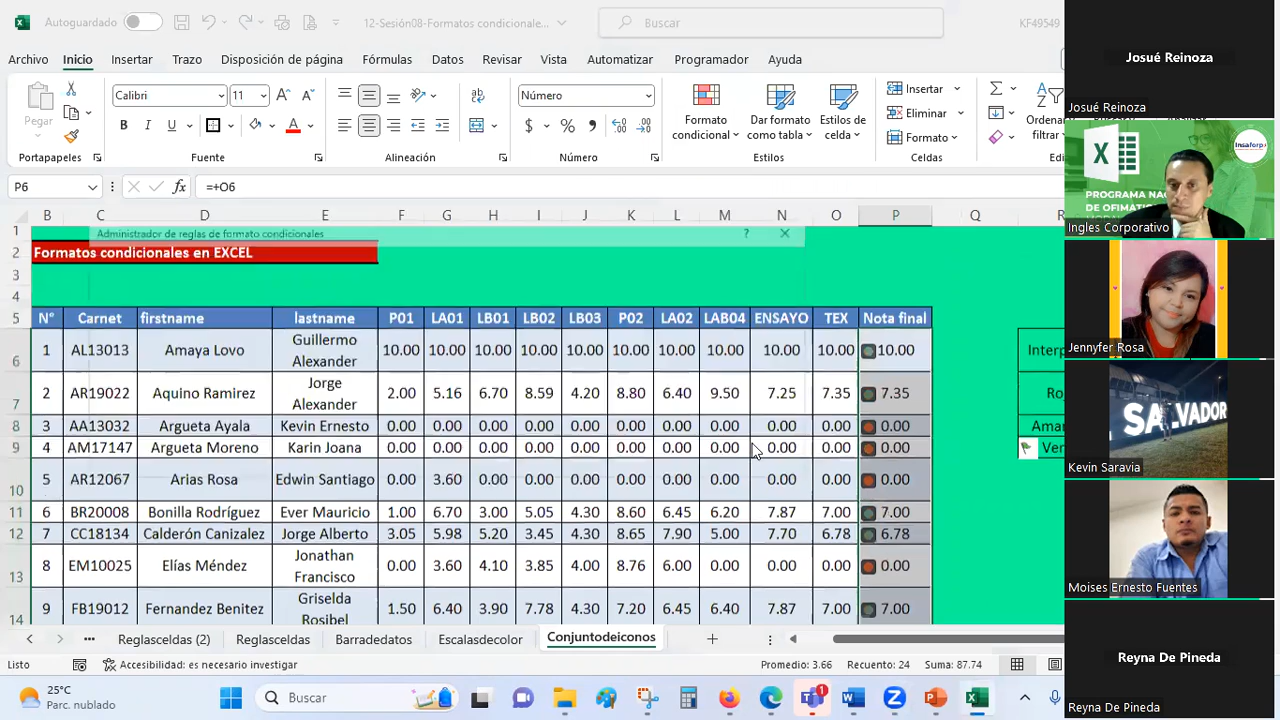 Autoguardado
12-Sesión08-Formatos condicionale...
Buscar
KF49549
Archivo Inicio Insertar Trazo Disposición de página Fórmulas Datos Revisar Vista Automatizar Programador Ayuda
Pegar
Calibri 11
Número
Formato condicional
Dar formato como tabla
Estilos de celda
Insertar
Eliminar
Formato
Portapapeles Fuente Alineación Número Estilos Celdas
P6 =+O6
B C D E F G H I J K L M N O P Q R
Administrador de reglas de formato condicionales
1
2 Formatos condicionales en EXCEL
3
4
5 N° Carnet firstname lastname P01 LA01 LB01 LB02 LB03 P02 LA02 LAB04 ENSAYO TEX Nota final
6 1 AL13013 Amaya Lovo Guillermo Alexander 10.00 10.00 10.00 10.00 10.00 10.00 10.00 10.00 10.00 10.00 10.00
7 2 AR19022 Aquino Ramirez Jorge Alexander 2.00 5.16 6.70 8.59 4.20 8.80 6.40 9.50 7.25 7.35 7.35
8 3 AA13032 Argueta Ayala Kevin Ernesto 0.00 0.00 0.00 0.00 0.00 0.00 0.00 0.00 0.00 0.00 0.00
9 4 AM17147 Argueta Moreno Karin Joana 0.00 0.00 0.00 0.00 0.00 0.00 0.00 0.00 0.00 0.00 0.00
10 5 AR12067 Arias Rosa Edwin Santiago 0.00 3.60 0.00 0.00 0.00 0.00 0.00 0.00 0.00 0.00 0.00
11 6 BR20008 Bonilla Rodríguez Ever Mauricio 1.00 6.70 3.00 5.05 4.30 8.60 6.45 6.20 7.87 7.00 7.00
12 7 CC18134 Calderón Canizalez Jorge Alberto 3.05 5.98 5.20 3.45 4.30 8.65 7.90 5.00 7.70 6.78 6.78
13 8 EM10025 Elías Méndez Jonathan Francisco 0.00 3.60 4.10 3.85 4.00 8.76 6.00 0.00 0.00 0.00 0.00
14 9 FB19012 Fernandez Benitez Griselda Rosibel 1.50 6.40 3.90 7.78 4.30 7.20 6.45 6.40 7.87 7.00 7.00
Reglasceldas (2) Reglasceldas Barradedatos Escalasdecolor Conjuntodeiconos
Listo Accesibilidad: es necesario investigar Promedio: 3.66 Recuento: 24 Suma: 87.74
25°C
Parc. nublado
Buscar
1
Josué Reinoza
Josué Reinoza
Insaforp
PROGRAMA NA
DE OFIMATI
Ingles Corporativo
Jennyfer Rosa
SALVADOR
Kevin Saravia
Moises Ernesto Fuentes
Reyna De Pineda
Reyna De Pineda